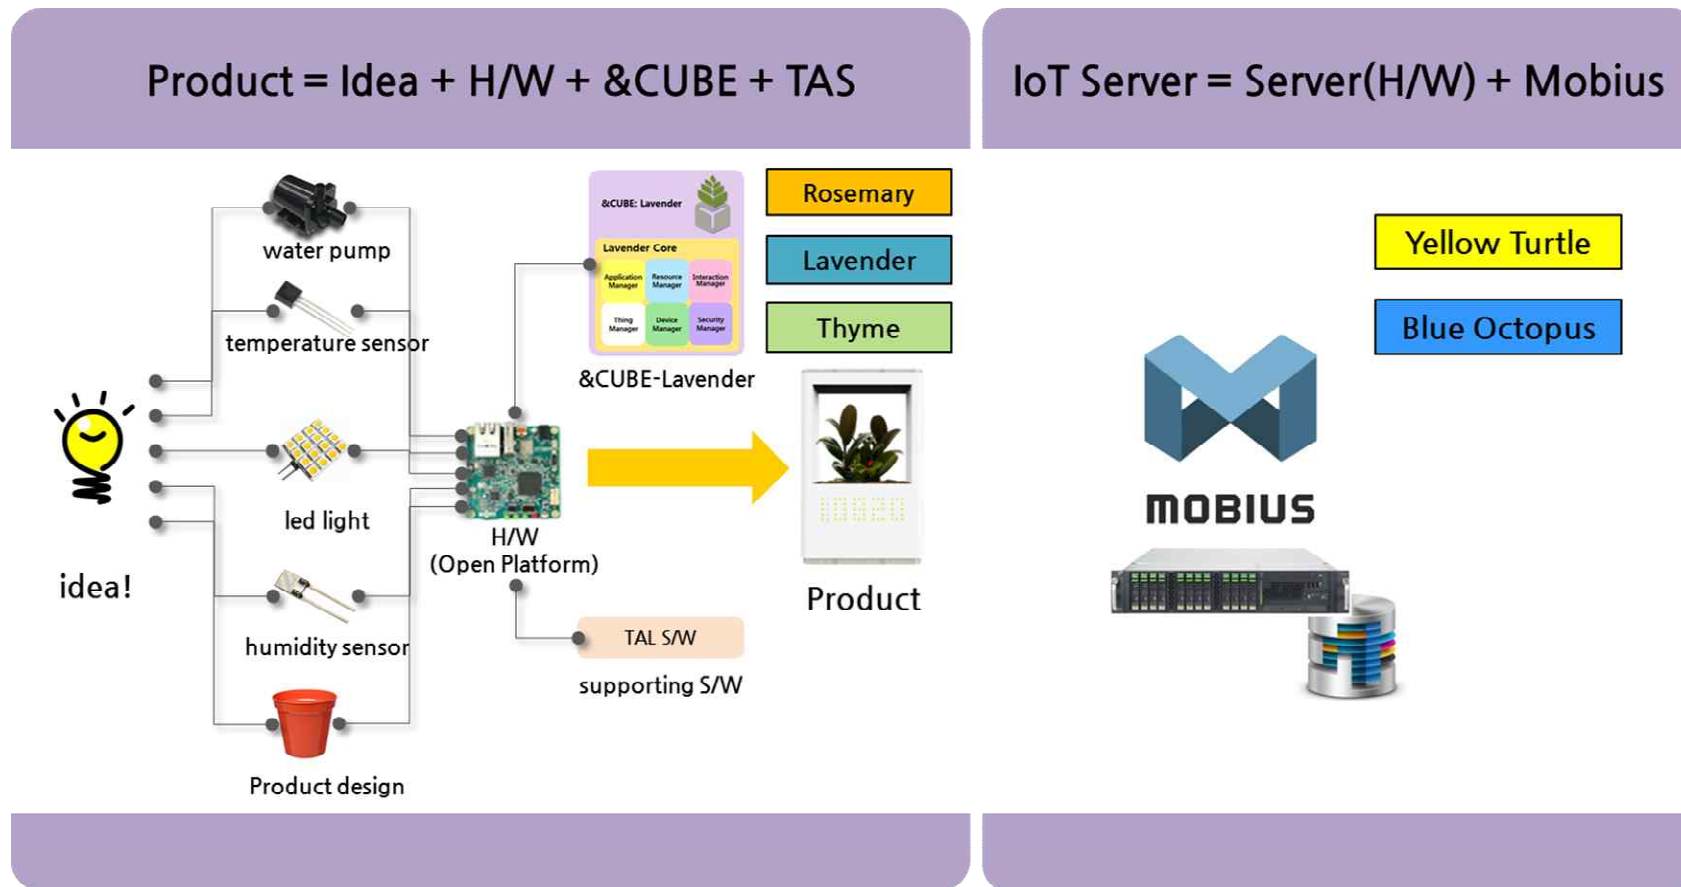 Product = Idea + H/W + &CUBE + TAS
IoT Server = Server(H/W) + Mobius
water pump
temperature sensor
led light
humidity sensor
Product design
idea!
H/W
(Open Platform)
&CUBE: Lavender
Lavender Core
Application Manager
Resource Manager
Interaction Manager
Thing Manager
Device Manager
Security Manager
&CUBE-Lavender
Rosemary
Lavender
Thyme
Product
TAL S/W
supporting S/W
Yellow Turtle
Blue Octopus
MOBIUS